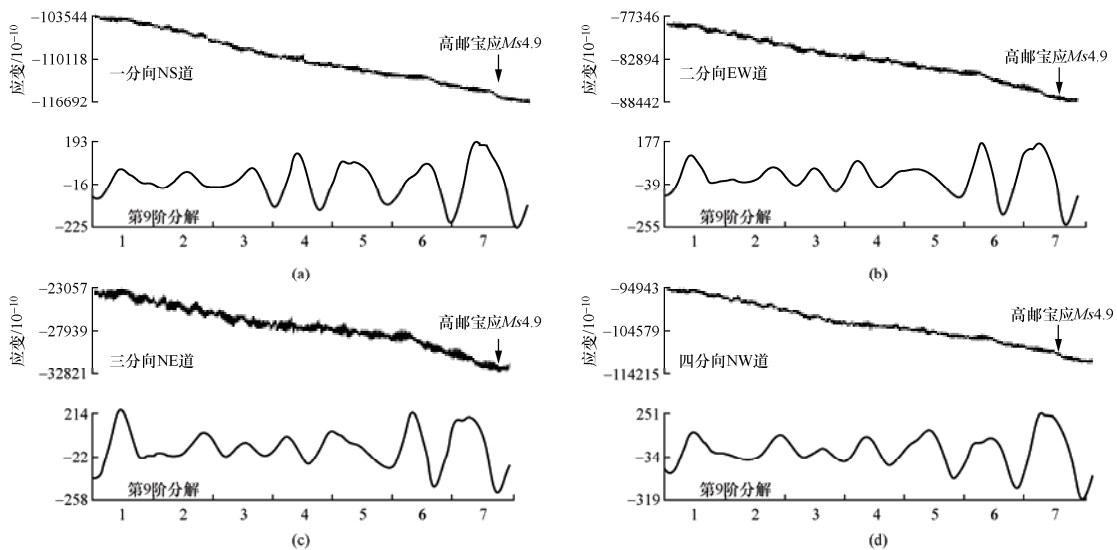 −103544
−110118
−116692
应变/10⁻¹⁰
一分向NS道
高邮宝应Ms4.9
193
−16
−225
第9阶分解
1 2 3 4 5 6 7
(a)
−77346
−82894
−88442
应变/10⁻¹⁰
二分向EW道
高邮宝应Ms4.9
177
−39
−255
第9阶分解
1 2 3 4 5 6 7
(b)
−23057
−27939
−32821
应变/10⁻¹⁰
三分向NE道
高邮宝应Ms4.9
214
−22
−258
第9阶分解
1 2 3 4 5 6 7
(c)
−94943
−104579
−114215
应变/10⁻¹⁰
四分向NW道
高邮宝应Ms4.9
251
−34
−319
第9阶分解
1 2 3 4 5 6 7
(d)